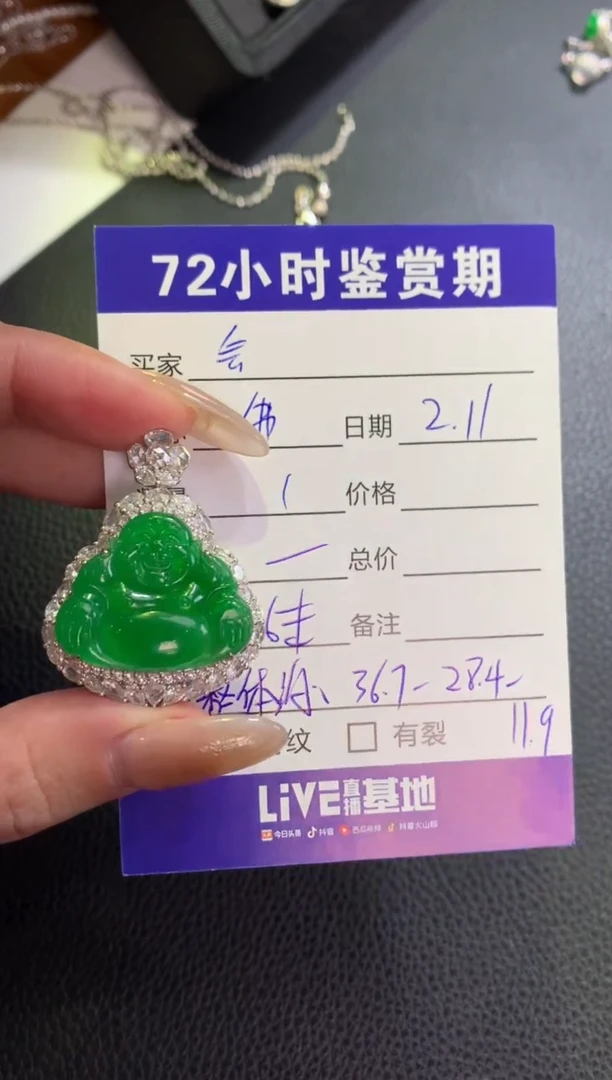 72小时鉴赏期
买家 会
佛 日期 2.11
1 价格
一 总价
备注
36.7-28.4-
11.9
纹 有裂
LiVE直播基地
今日头条 抖音 西瓜视频 抖音火山版